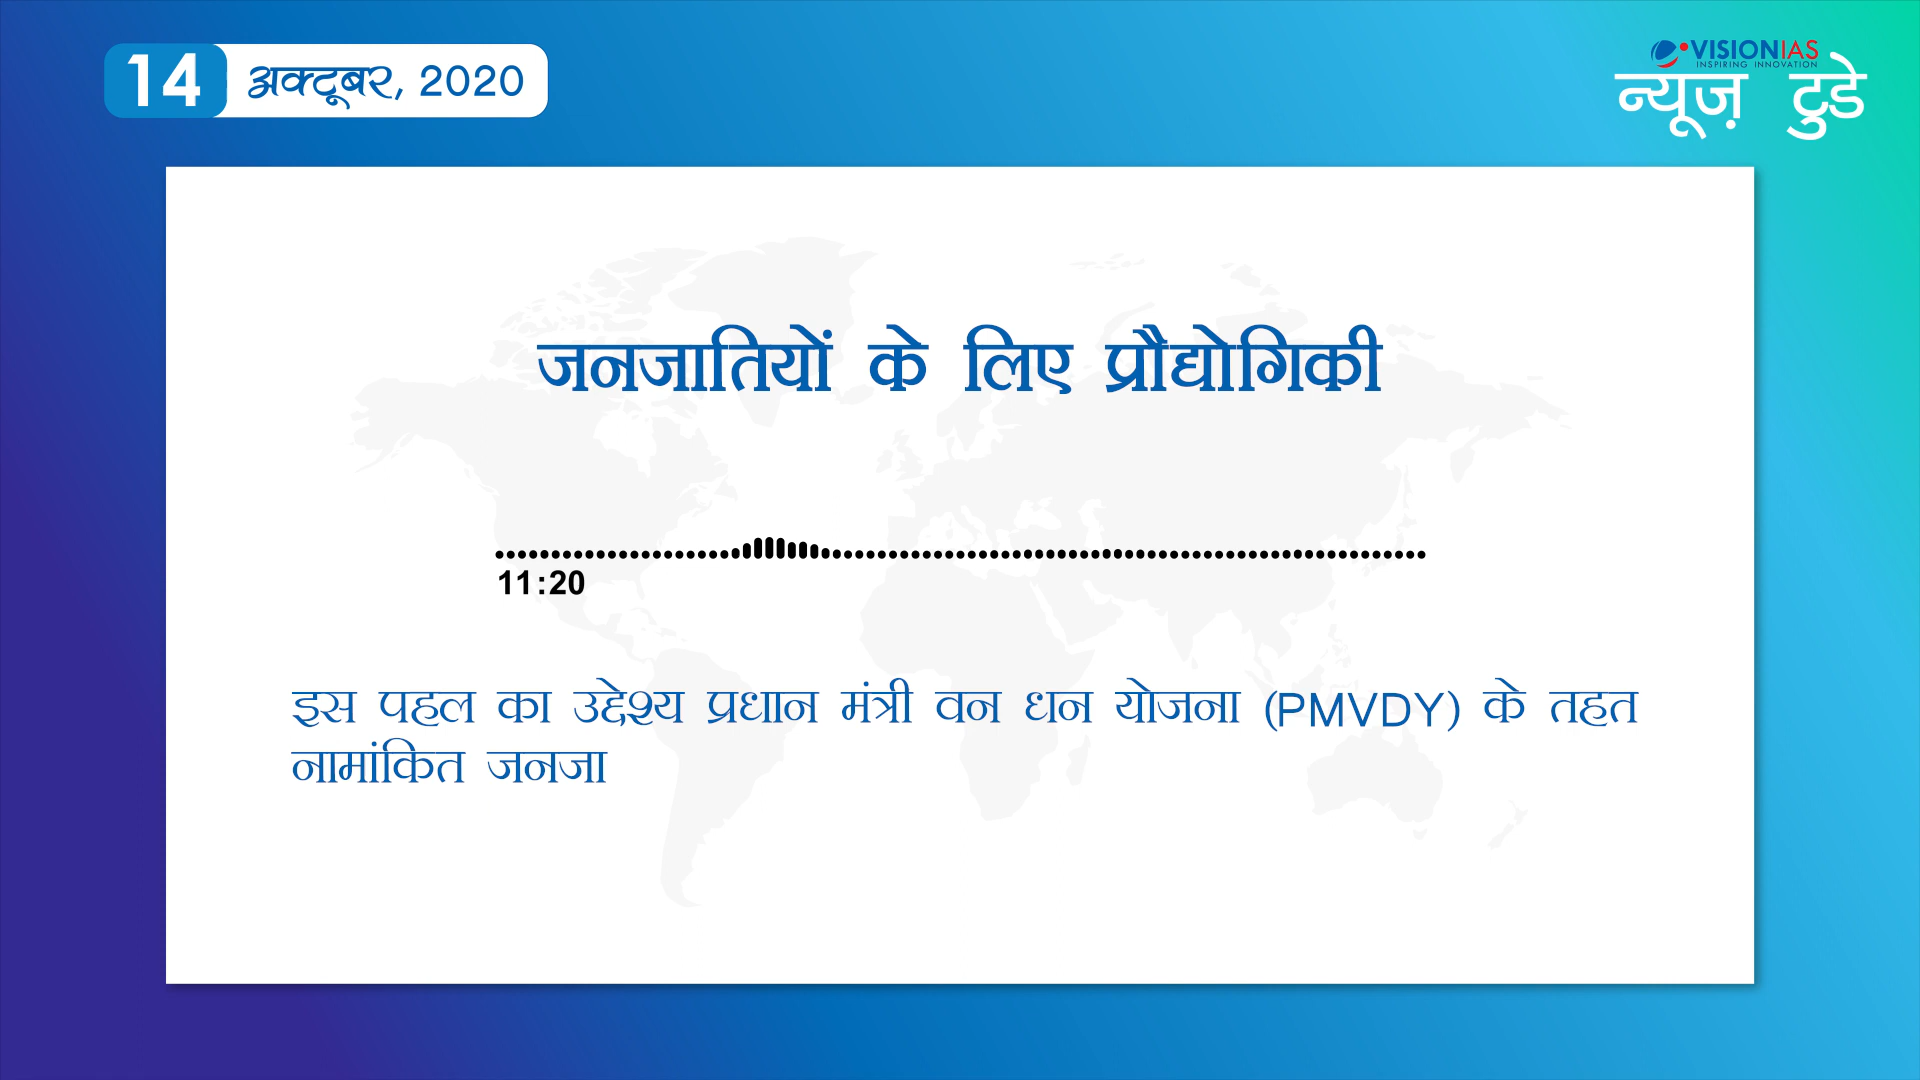 14 अक्टूबर, 2020
VISIONIAS
INSPIRING INNOVATION
न्यूज़ टुडे
जनजातियों के लिए प्रौद्योगिकी
11:20
इस पहल का उद्देश्य प्रधान मंत्री वन धन योजना (PMVDY) के तहत
नामांकित जनजा